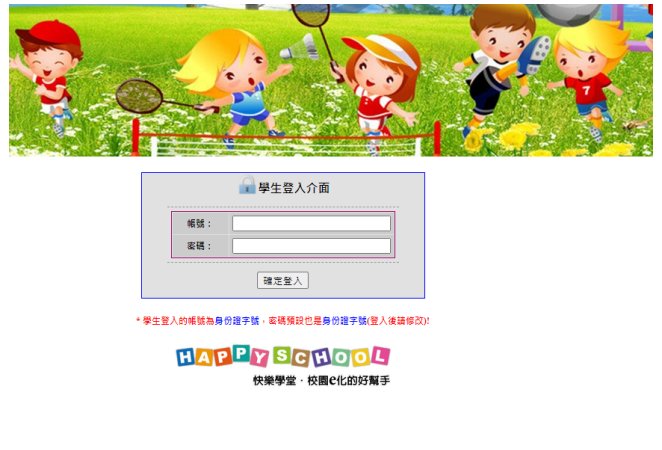 7
學生登入介面
帳號：
密碼：
確定登入
* 學生登入的帳號為身份證字號，密碼預設也是身份證字號(登入後請修改)!
HAPPY SCHOOL
快樂學堂．校園e化的好幫手